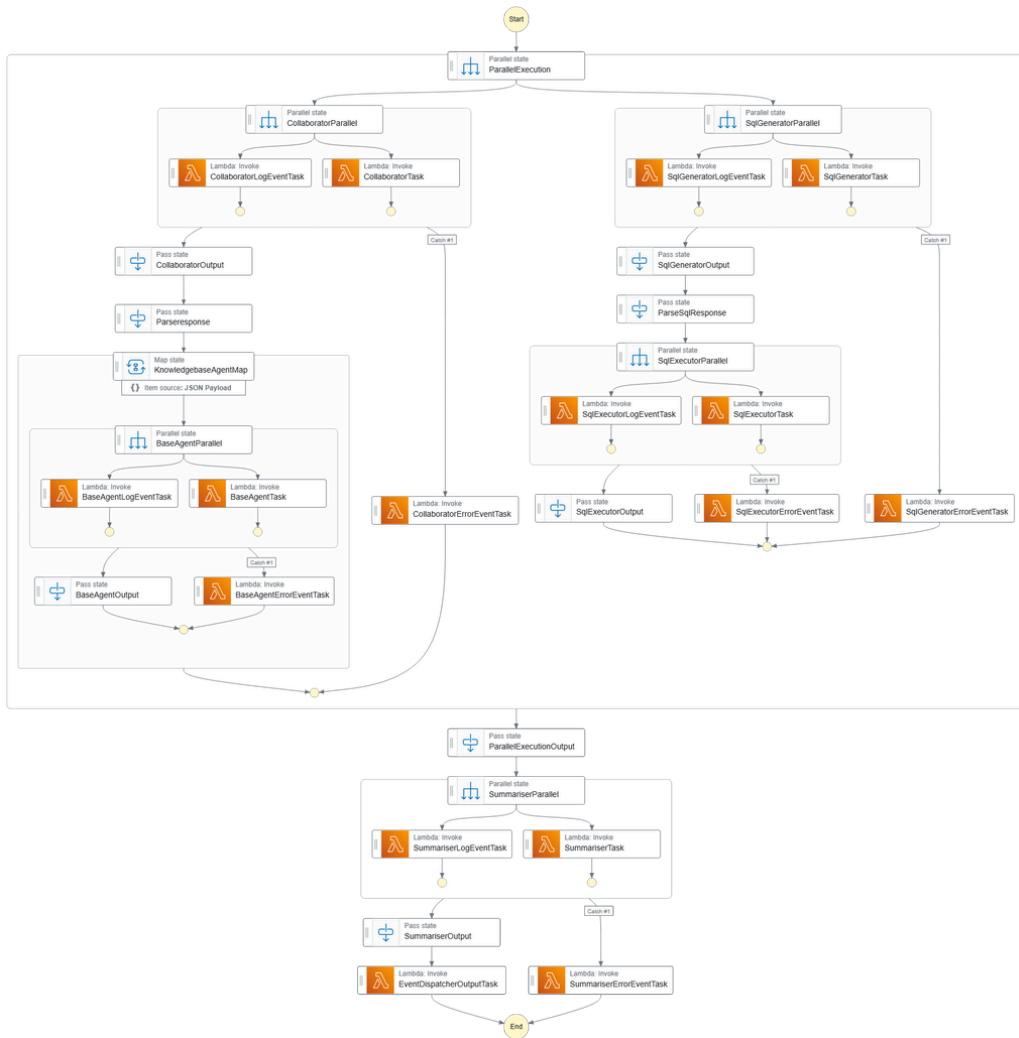 Start
Parallel state
ParallelExecution
Parallel state
CollaboratorParallel
Lambda: Invoke
CollaboratorLogEventTask
Lambda: Invoke
CollaboratorTask
Catch #1
Pass state
CollaboratorOutput
Pass state
Parseresponse
Map state
KnowledgebaseAgentMap
{} Item source: JSON Payload
Parallel state
BaseAgentParallel
Lambda: Invoke
BaseAgentLogEventTask
Lambda: Invoke
BaseAgentTask
Catch #1
Pass state
BaseAgentOutput
Lambda: Invoke
BaseAgentErrorEventTask
Lambda: Invoke
CollaboratorErrorEventTask
Parallel state
SqlGeneratorParallel
Lambda: Invoke
SqlGeneratorLogEventTask
Lambda: Invoke
SqlGeneratorTask
Catch #1
Pass state
SqlGeneratorOutput
Pass state
ParseSqlResponse
Parallel state
SqlExecutorParallel
Lambda: Invoke
SqlExecutorLogEventTask
Lambda: Invoke
SqlExecutorTask
Catch #1
Pass state
SqlExecutorOutput
Lambda: Invoke
SqlExecutorErrorEventTask
Lambda: Invoke
SqlGeneratorErrorEventTask
Pass state
ParallelExecutionOutput
Parallel state
SummariserParallel
Lambda: Invoke
SummariserLogEventTask
Lambda: Invoke
SummariserTask
Catch #1
Pass state
SummariserOutput
Lambda: Invoke
EventDispatcherOutputTask
Lambda: Invoke
SummariserErrorEventTask
End